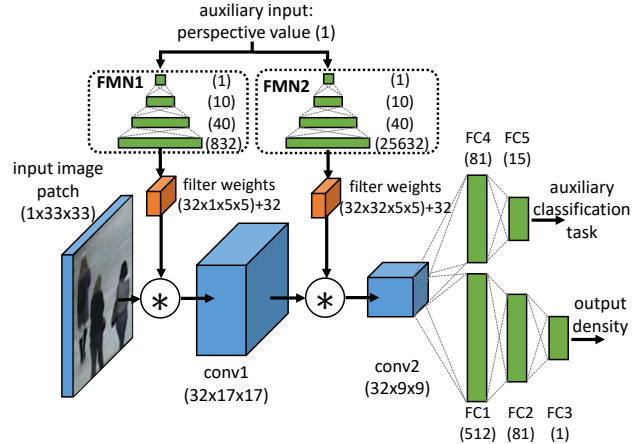 auxiliary input:
perspective value (1)
FMN1
(1)
(10)
(40)
(832)
FMN2
(1)
(10)
(40)
(25632)
input image
patch
(1x33x33)
filter weights
(32x1x5x5)+32
filter weights
(32x32x5x5)+32
FC4
(81)
FC5
(15)
auxiliary
classification
task
*
*
conv1
(32x17x17)
conv2
(32x9x9)
output
density
FC1
(512)
FC2
(81)
FC3
(1)